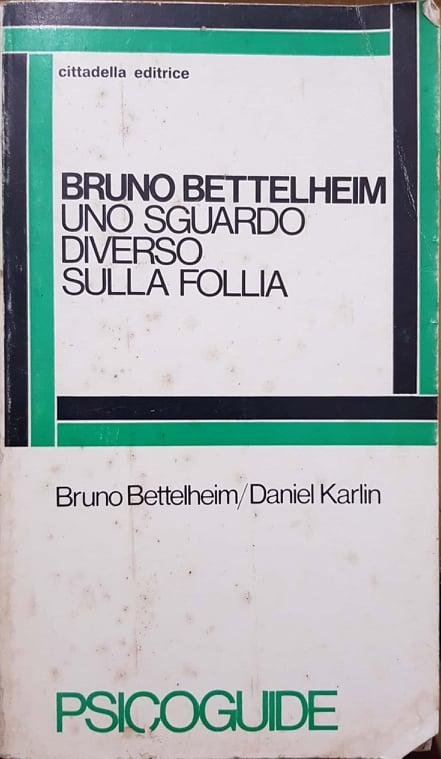 cittadella editrice
BRUNO BETTELHEIM
UNO SGUARDO
DIVERSO
SULLA FOLLIA
Bruno Bettelheim/Daniel Karlin
PSICOGUIDE